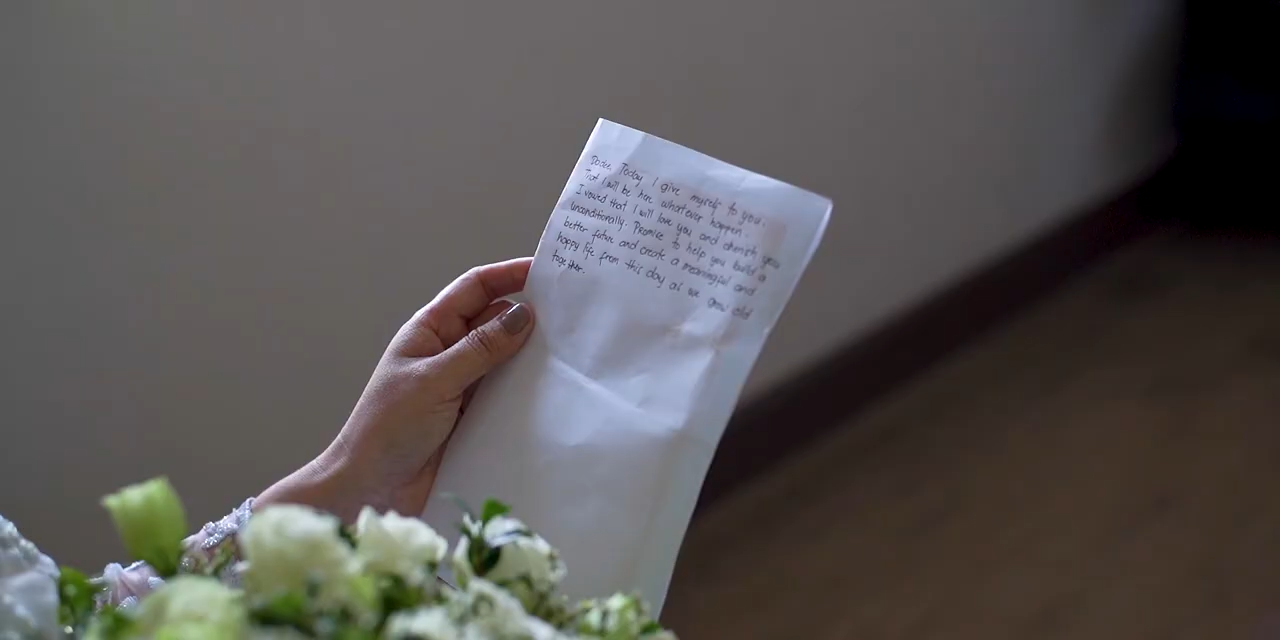 Today I give myself to you.
That I will be here whatever happen.
I vowed that I will love you and cherish you
unconditionally. Promise to help you build a
better future and create a meaningful and
happy life from this day as we grow old
together.